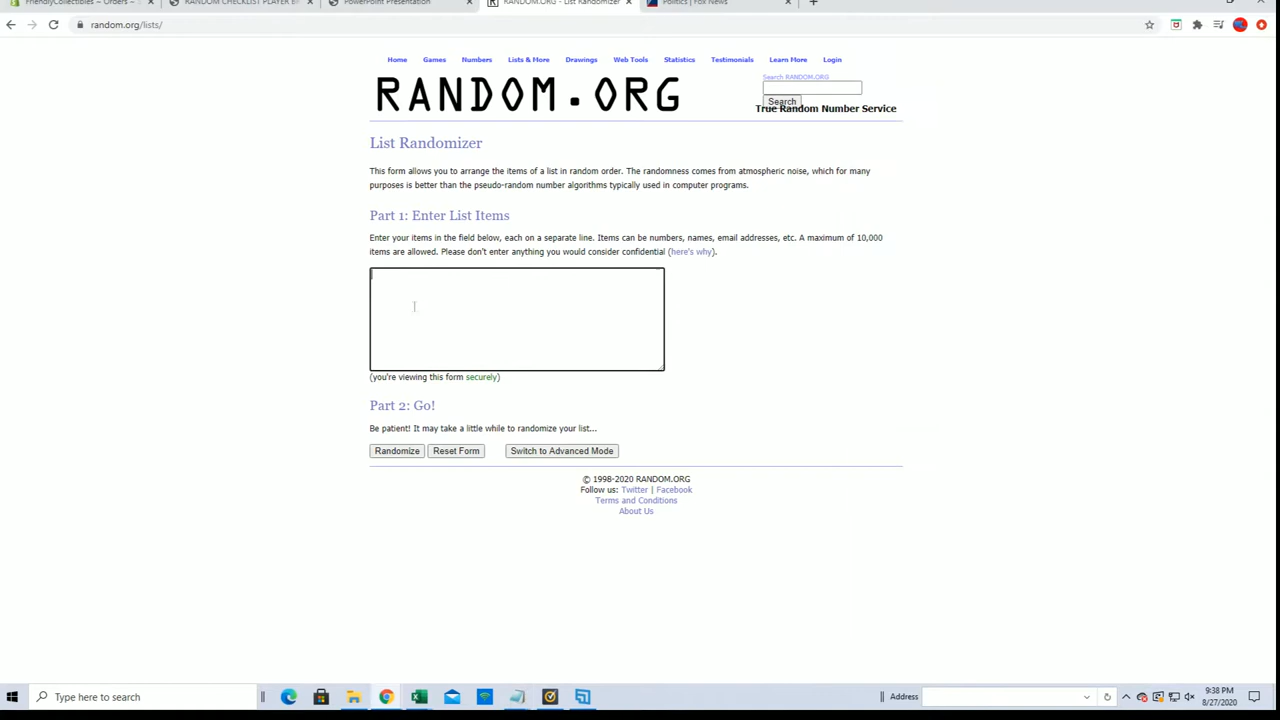 FriendlyCollectibles – Orders –
RANDOM CHECKLIST PLAYER B
PowerPoint Presentation
RANDOM.ORG - List Randomizer
Politics | Fox News
random.org/lists/
Home Games Numbers Lists & More Drawings Web Tools Statistics Testimonials Learn More Login
RANDOM.ORG
Search RANDOM.ORG
Search
True Random Number Service
List Randomizer
This form allows you to arrange the items of a list in random order. The randomness comes from atmospheric noise, which for many
purposes is better than the pseudo-random number algorithms typically used in computer programs.
Part 1: Enter List Items
Enter your items in the field below, each on a separate line. Items can be numbers, names, email addresses, etc. A maximum of 10,000
items are allowed. Please don't enter anything you would consider confidential (here's why).
(you're viewing this form securely)
Part 2: Go!
Be patient! It may take a little while to randomize your list...
Randomize Reset Form Switch to Advanced Mode
© 1998-2020 RANDOM.ORG
Follow us: Twitter | Facebook
Terms and Conditions
About Us
Type here to search
Address
9:38 PM
8/27/2020